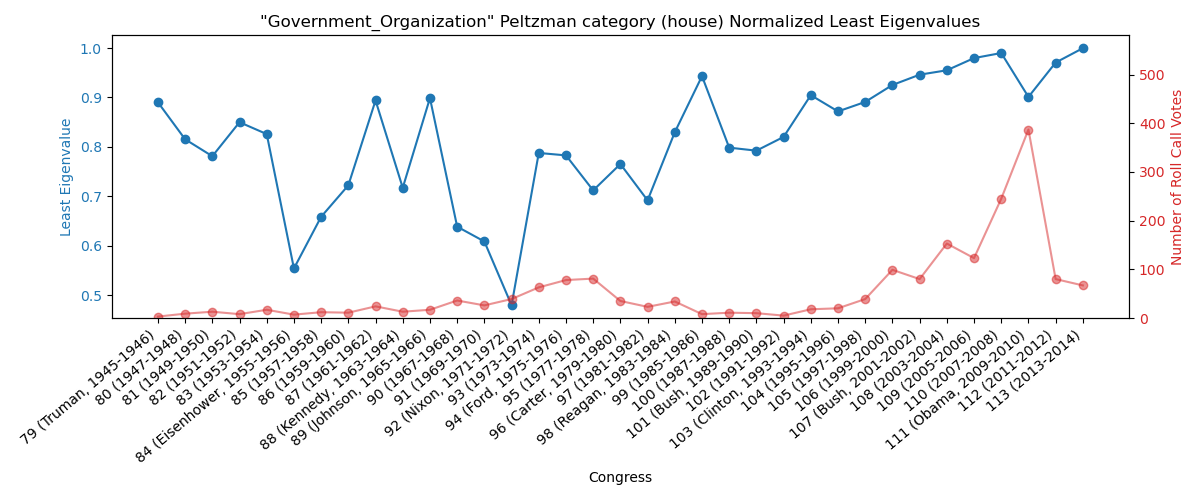 "Government_Organization" Peltzman category (house) Normalized Least Eigenvalues
1.0
0.9
0.8
0.7
0.6
0.5
Least Eigenvalue
500
400
300
200
100
0
Number of Roll Call Votes
79 (Truman, 1945-1946)
80 (1947-1948)
81 (1949-1950)
82 (1951-1952)
83 (1953-1954)
84 (Eisenhower, 1955-1956)
85 (1957-1958)
86 (1959-1960)
87 (1961-1962)
88 (Kennedy, 1963-1964)
89 (Johnson, 1965-1966)
90 (1967-1968)
91 (1969-1970)
92 (Nixon, 1971-1972)
93 (1973-1974)
94 (Ford, 1975-1976)
95 (1977-1978)
96 (Carter, 1979-1980)
97 (1981-1982)
98 (Reagan, 1983-1984)
99 (1985-1986)
100 (1987-1988)
101 (Bush, 1989-1990)
102 (1991-1992)
103 (Clinton, 1993-1994)
104 (1995-1996)
105 (1997-1998)
106 (1999-2000)
107 (Bush, 2001-2002)
108 (2003-2004)
109 (2005-2006)
110 (2007-2008)
111 (Obama, 2009-2010)
112 (2011-2012)
113 (2013-2014)
Congress